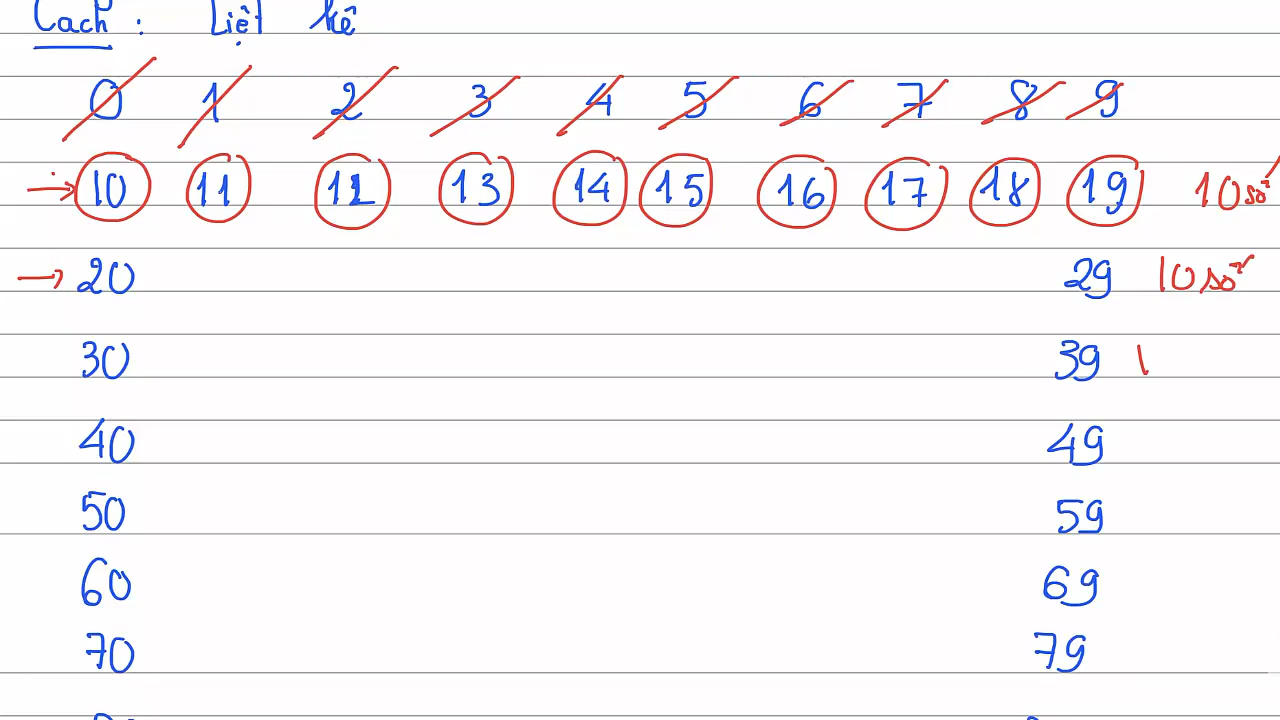 Cách : Liệt kê
0 1 2 3 4 5 6 7 8 9
→ 10 11 12 13 14 15 16 17 18 19 10 số
→ 20 29 10 số
30 39 1
40 49
50 59
60 69
70 79